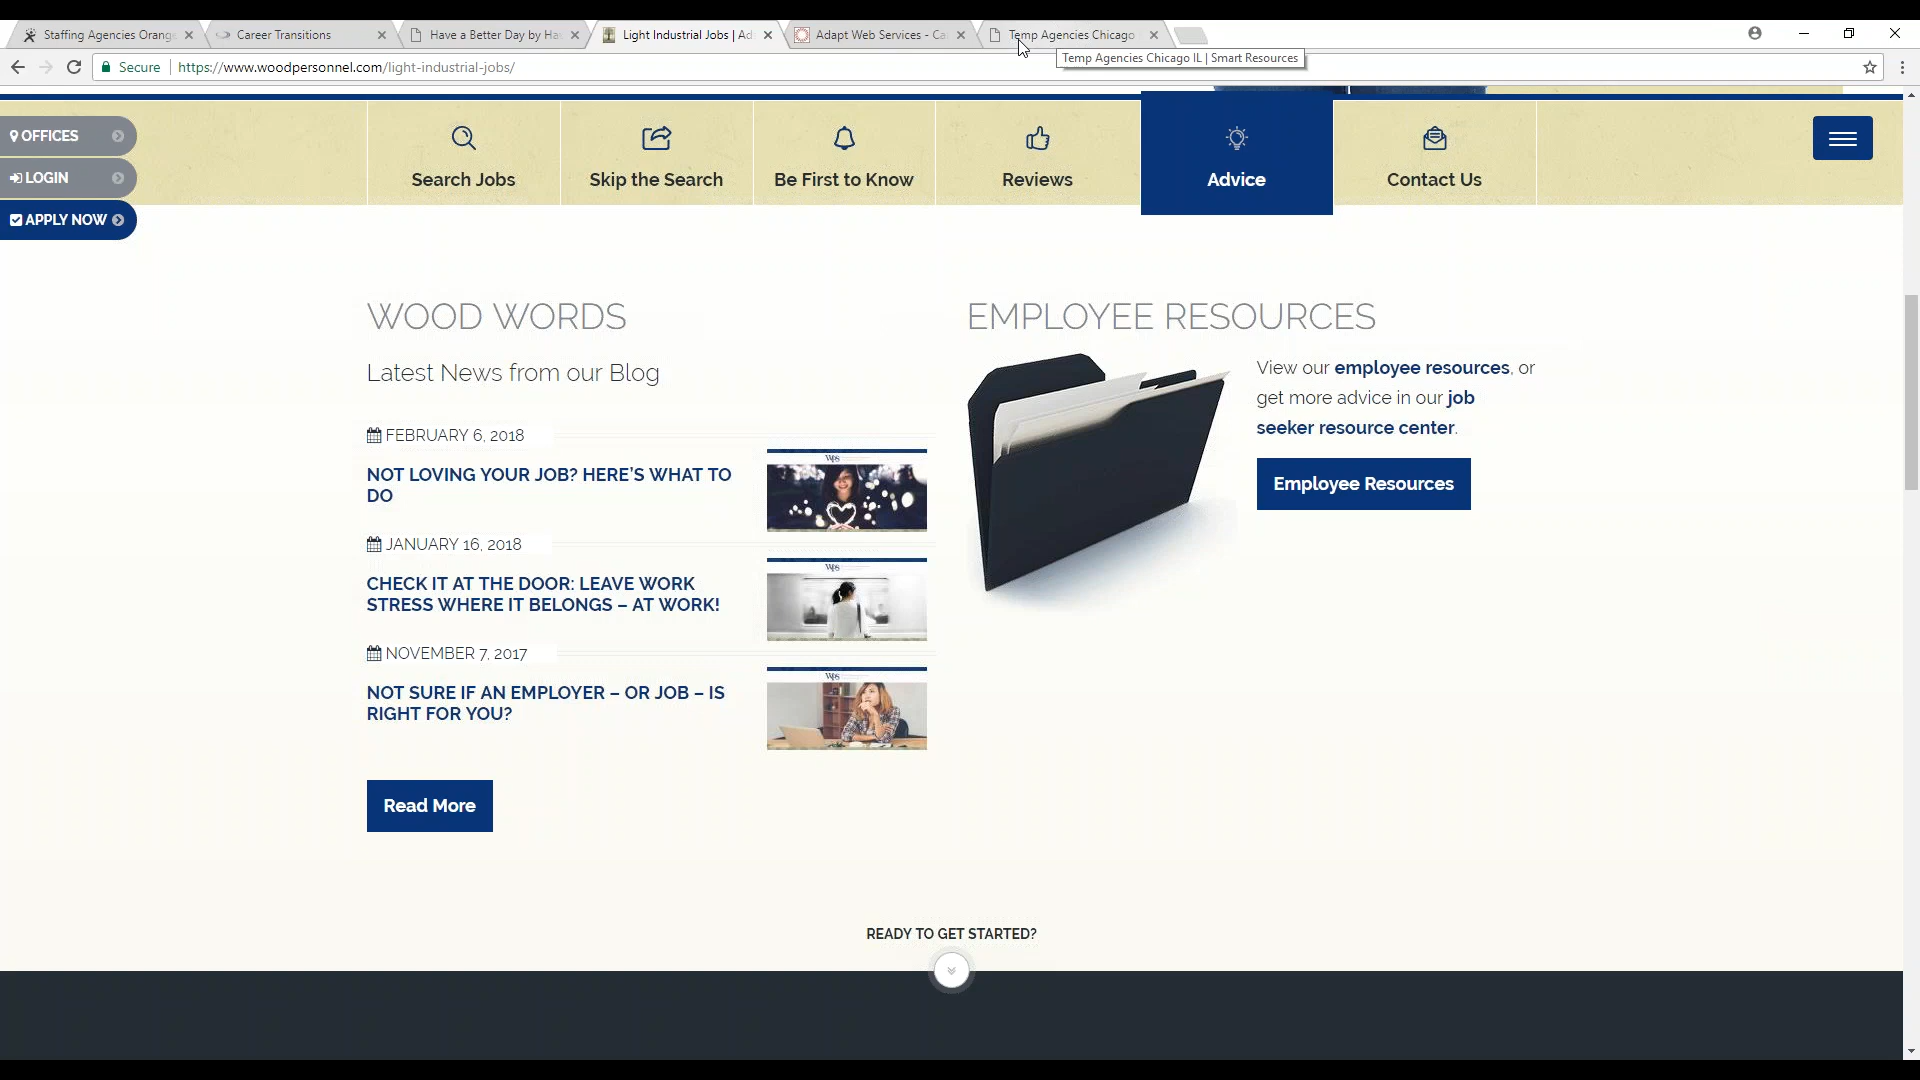 Staffing Agencies Orang
Career Transitions
Have a Better Day by Ha
Light Industrial Jobs | Ad
Adapt Web Services - Ca
Temp Agencies Chicago
Secure
https://www.woodpersonnel.com/light-industrial-jobs/
Temp Agencies Chicago IL | Smart Resources
OFFICES
LOGIN
APPLY NOW
Search Jobs
Skip the Search
Be First to Know
Reviews
Advice
Contact Us
WOOD WORDS
Latest News from our Blog
FEBRUARY 6, 2018
NOT LOVING YOUR JOB? HERE'S WHAT TO
DO
JANUARY 16, 2018
CHECK IT AT THE DOOR: LEAVE WORK
STRESS WHERE IT BELONGS – AT WORK!
NOVEMBER 7, 2017
NOT SURE IF AN EMPLOYER – OR JOB – IS
RIGHT FOR YOU?
Read More
EMPLOYEE RESOURCES
View our employee resources, or
get more advice in our job
seeker resource center.
Employee Resources
READY TO GET STARTED?